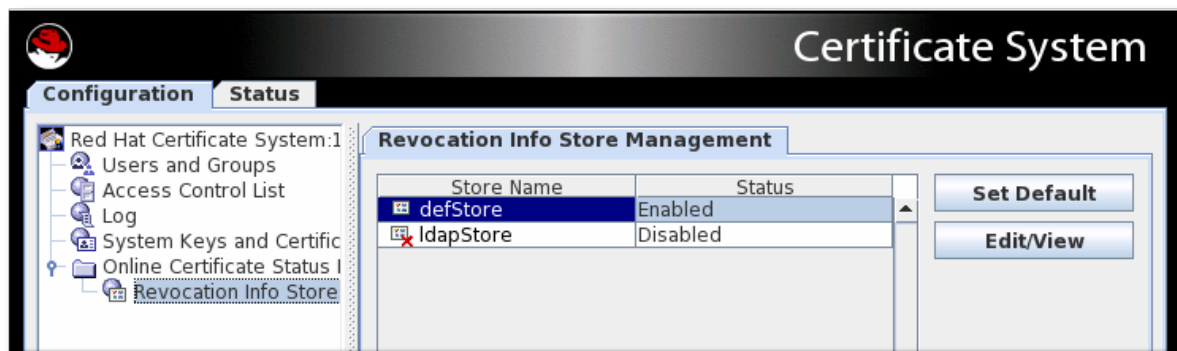 Certificate System
Configuration Status
Red Hat Certificate System:1
Users and Groups
Access Control List
Log
System Keys and Certific
Online Certificate Status I
Revocation Info Store
Revocation Info Store Management
Store Name Status
defStore Enabled
ldapStore Disabled
Set Default
Edit/View